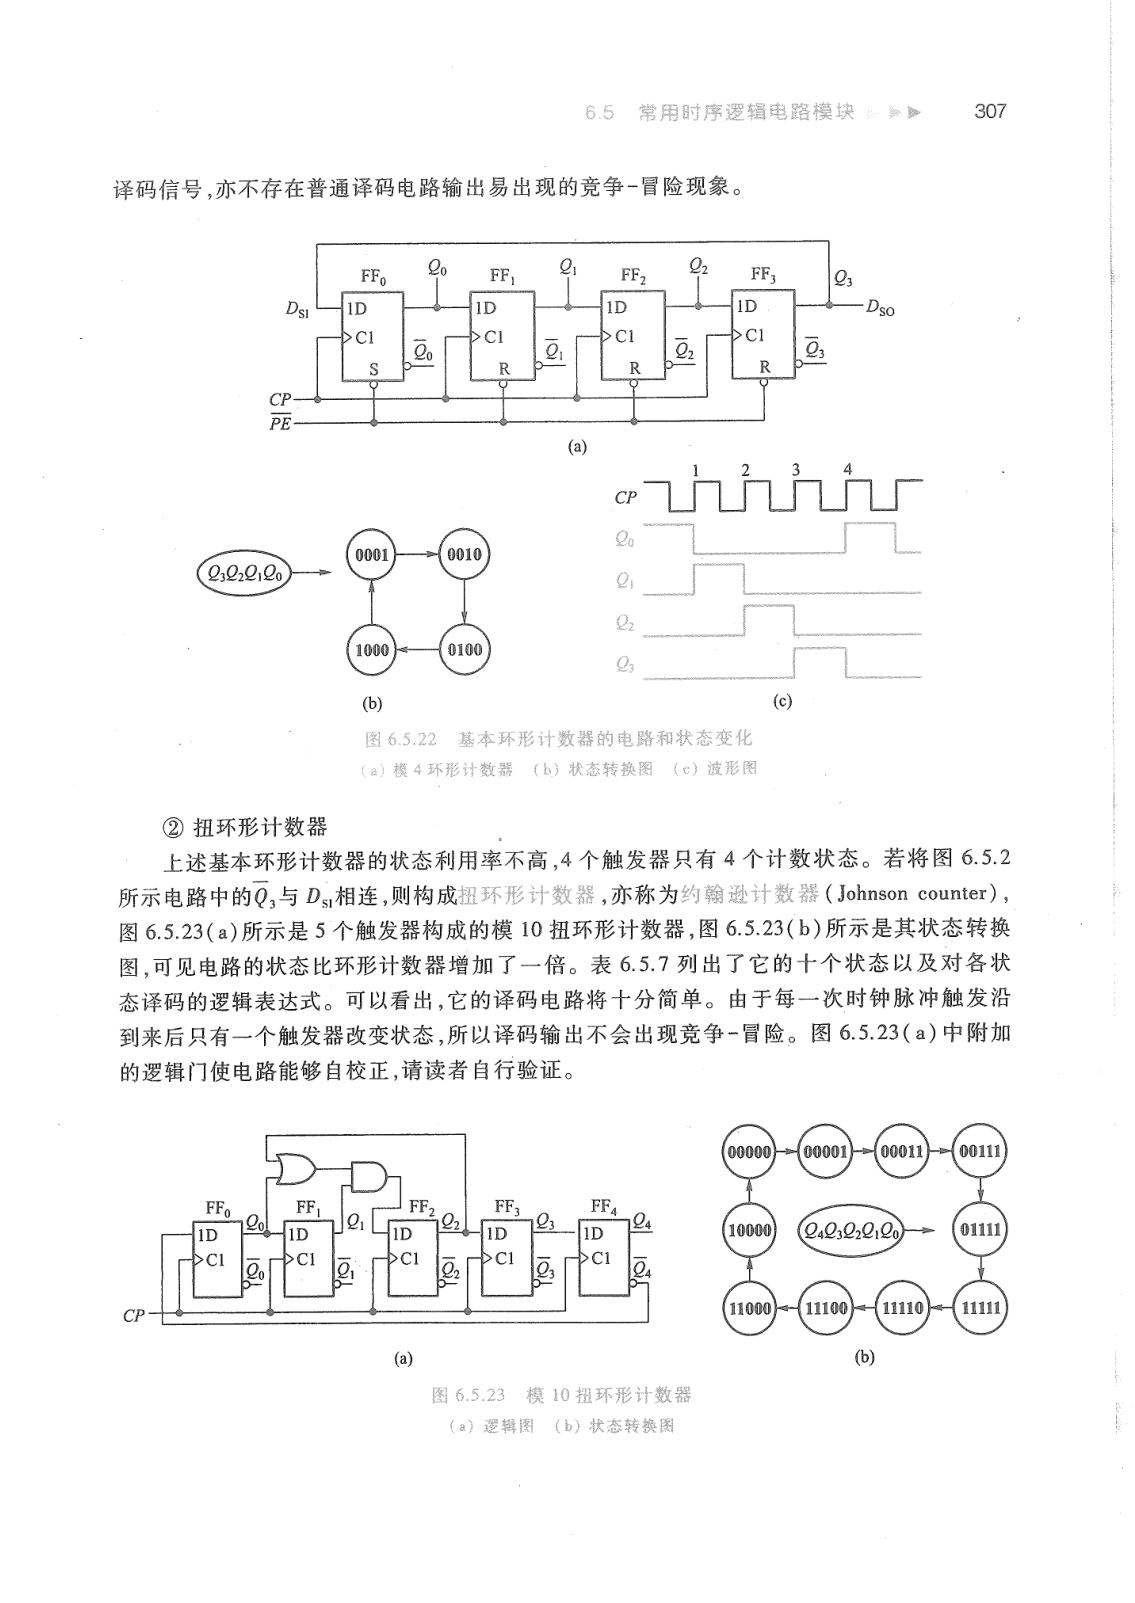 6.5 常用时序逻辑电路模块 307
译码信号,亦不存在普通译码电路输出易出现的竞争-冒险现象。
FF₀ Q₀ FF₁ Q₁ FF₂ Q₂ FF₃ Q₃
D_SI 1D 1D 1D 1D D_SO
>C1 Q̅₀ >C1 Q̅₁ >C1 Q̅₂ >C1 Q̅₃
S R R R
CP
P̅E̅
(a)
1 2 3 4
CP
Q₀
Q₁
Q₂
Q₃
Q₃Q₂Q₁Q₀ 0001 0010
1000 0100
(b) (c)
图 6.5.22 基本环形计数器的电路和状态变化
(a) 模 4 环形计数器 (b) 状态转换图 (c) 波形图
② 扭环形计数器
上述基本环形计数器的状态利用率不高,4 个触发器只有 4 个计数状态。若将图 6.5.2
所示电路中的Q̅₃与 D_SI相连,则构成扭环形计数器,亦称为约翰逊计数器(Johnson counter),
图 6.5.23(a)所示是 5 个触发器构成的模 10 扭环形计数器,图 6.5.23(b)所示是其状态转换
图,可见电路的状态比环形计数器增加了一倍。表 6.5.7 列出了它的十个状态以及对各状
态译码的逻辑表达式。可以看出,它的译码电路将十分简单。由于每一次时钟脉冲触发沿
到来后只有一个触发器改变状态,所以译码输出不会出现竞争-冒险。图 6.5.23(a)中附加
的逻辑门使电路能够自校正,请读者自行验证。
FF₀ Q₀ FF₁ Q₁ FF₂ Q₂ FF₃ Q₃ FF₄ Q₄
1D 1D 1D 1D 1D
>C1 Q̅₀ >C1 Q̅₁ >C1 Q̅₂ >C1 Q̅₃ >C1 Q̅₄
CP
(a)
00000 00001 00011 00111
10000 Q₄Q₃Q₂Q₁Q₀ 01111
11000 11100 11110 11111
(b)
图 6.5.23 模 10 扭环形计数器
(a) 逻辑图 (b) 状态转换图